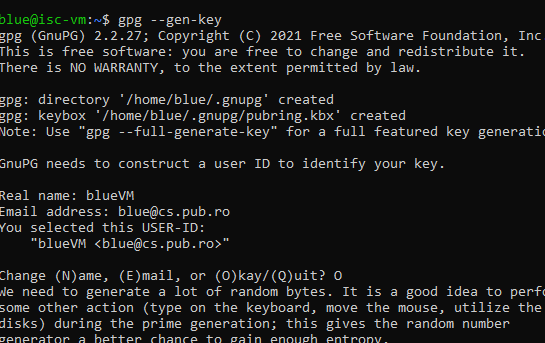 blue@isc-vm:~$ gpg --gen-key
gpg (GnuPG) 2.2.27; Copyright (C) 2021 Free Software Foundation, Inc
This is free software: you are free to change and redistribute it.
There is NO WARRANTY, to the extent permitted by law.
gpg: directory '/home/blue/.gnupg' created
gpg: keybox '/home/blue/.gnupg/pubring.kbx' created
Note: Use "gpg --full-generate-key" for a full featured key generatio
GnuPG needs to construct a user ID to identify your key.
Real name: blueVM
Email address: blue@cs.pub.ro
You selected this USER-ID:
"blueVM <blue@cs.pub.ro>"
Change (N)ame, (E)mail, or (O)kay/(Q)uit? O
We need to generate a lot of random bytes. It is a good idea to perfo
some other action (type on the keyboard, move the mouse, utilize the
disks) during the prime generation; this gives the random number
generator a better chance to gain enough entropy.